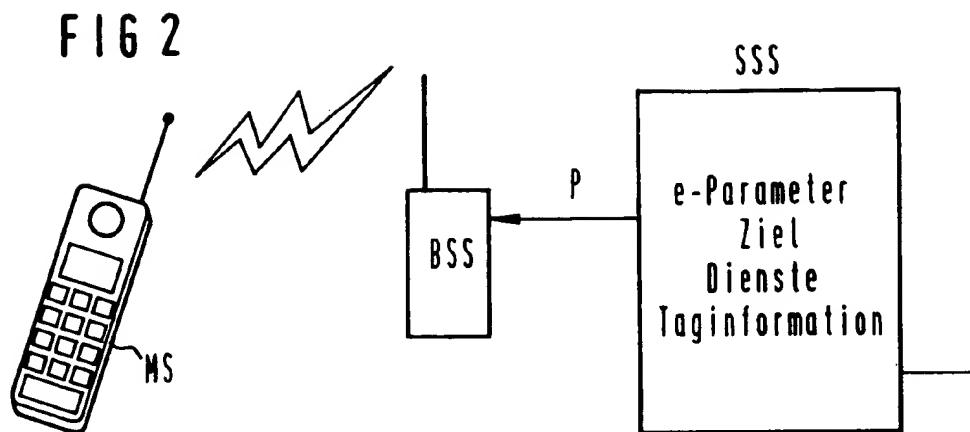 FIG 2
SSS
P
BSS
e-Parameter
Ziel
Dienste
Taginformation
MS